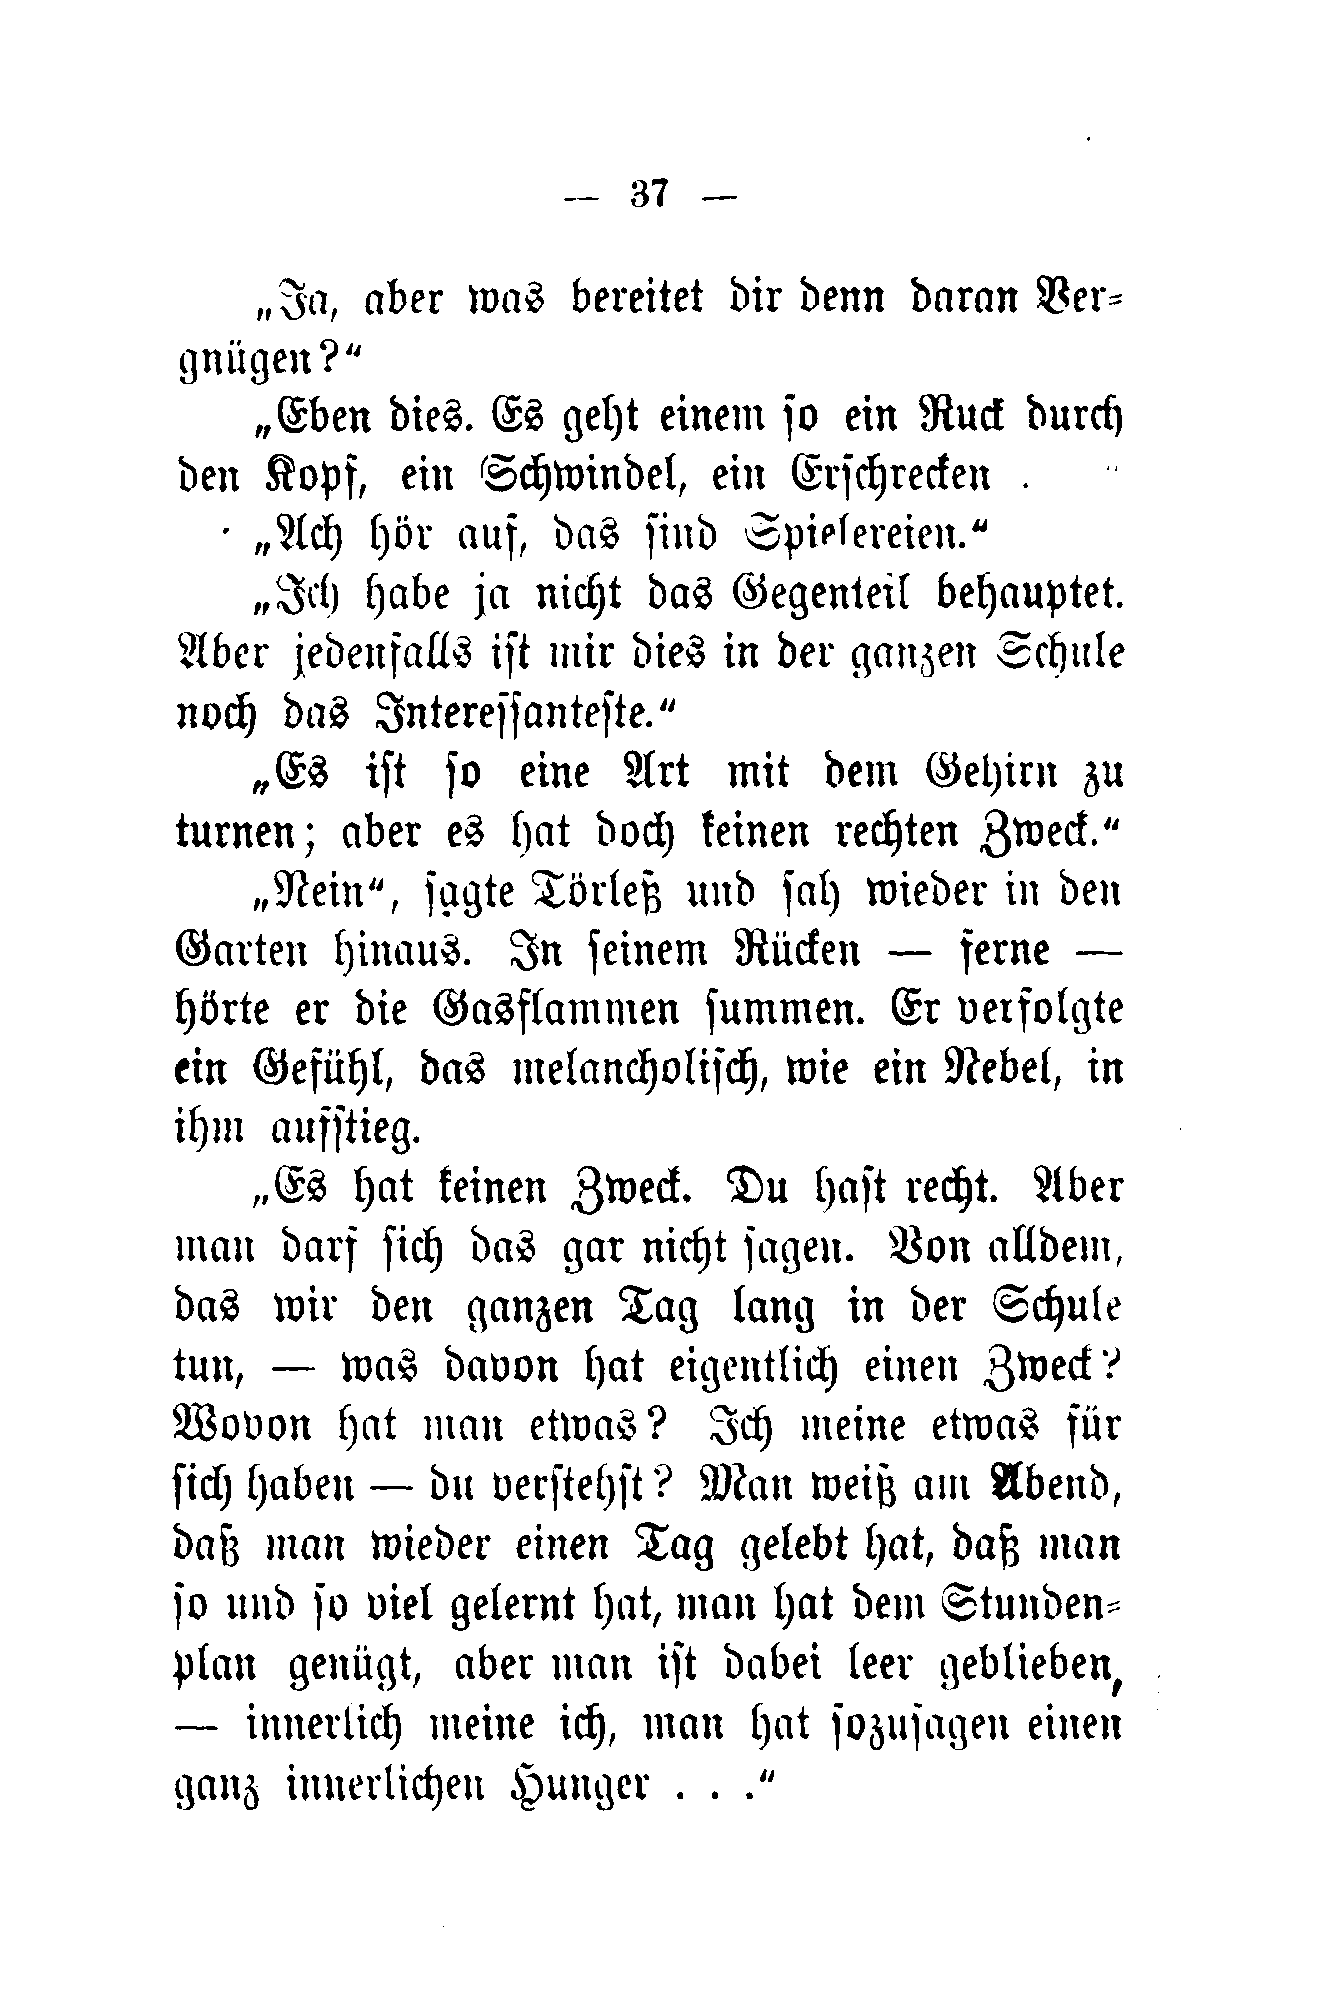 — 37 —
„Ja, aber was bereitet dir denn daran Ver-
gnügen?“
„Eben dies. Es geht einem so ein Ruck durch
den Kopf, ein Schwindel, ein Erschrecken .
„Ach hör auf, das sind Spielereien.“
„Ich habe ja nicht das Gegenteil behauptet.
Aber jedenfalls ist mir dies in der ganzen Schule
noch das Interessanteste.“
„Es ist so eine Art mit dem Gehirn zu
turnen; aber es hat doch keinen rechten Zweck.“
„Nein“, sagte Törleß und sah wieder in den
Garten hinaus. In seinem Rücken — ferne —
hörte er die Gasflammen summen. Er verfolgte
ein Gefühl, das melancholisch, wie ein Nebel, in
ihm aufstieg.
„Es hat keinen Zweck. Du hast recht. Aber
man darf sich das gar nicht sagen. Von alldem,
das wir den ganzen Tag lang in der Schule
tun, — was davon hat eigentlich einen Zweck?
Wovon hat man etwas? Ich meine etwas für
sich haben — du verstehst? Man weiß am Abend,
daß man wieder einen Tag gelebt hat, daß man
so und so viel gelernt hat, man hat dem Stunden-
plan genügt, aber man ist dabei leer geblieben,
— innerlich meine ich, man hat sozusagen einen
ganz innerlichen Hunger . . .“